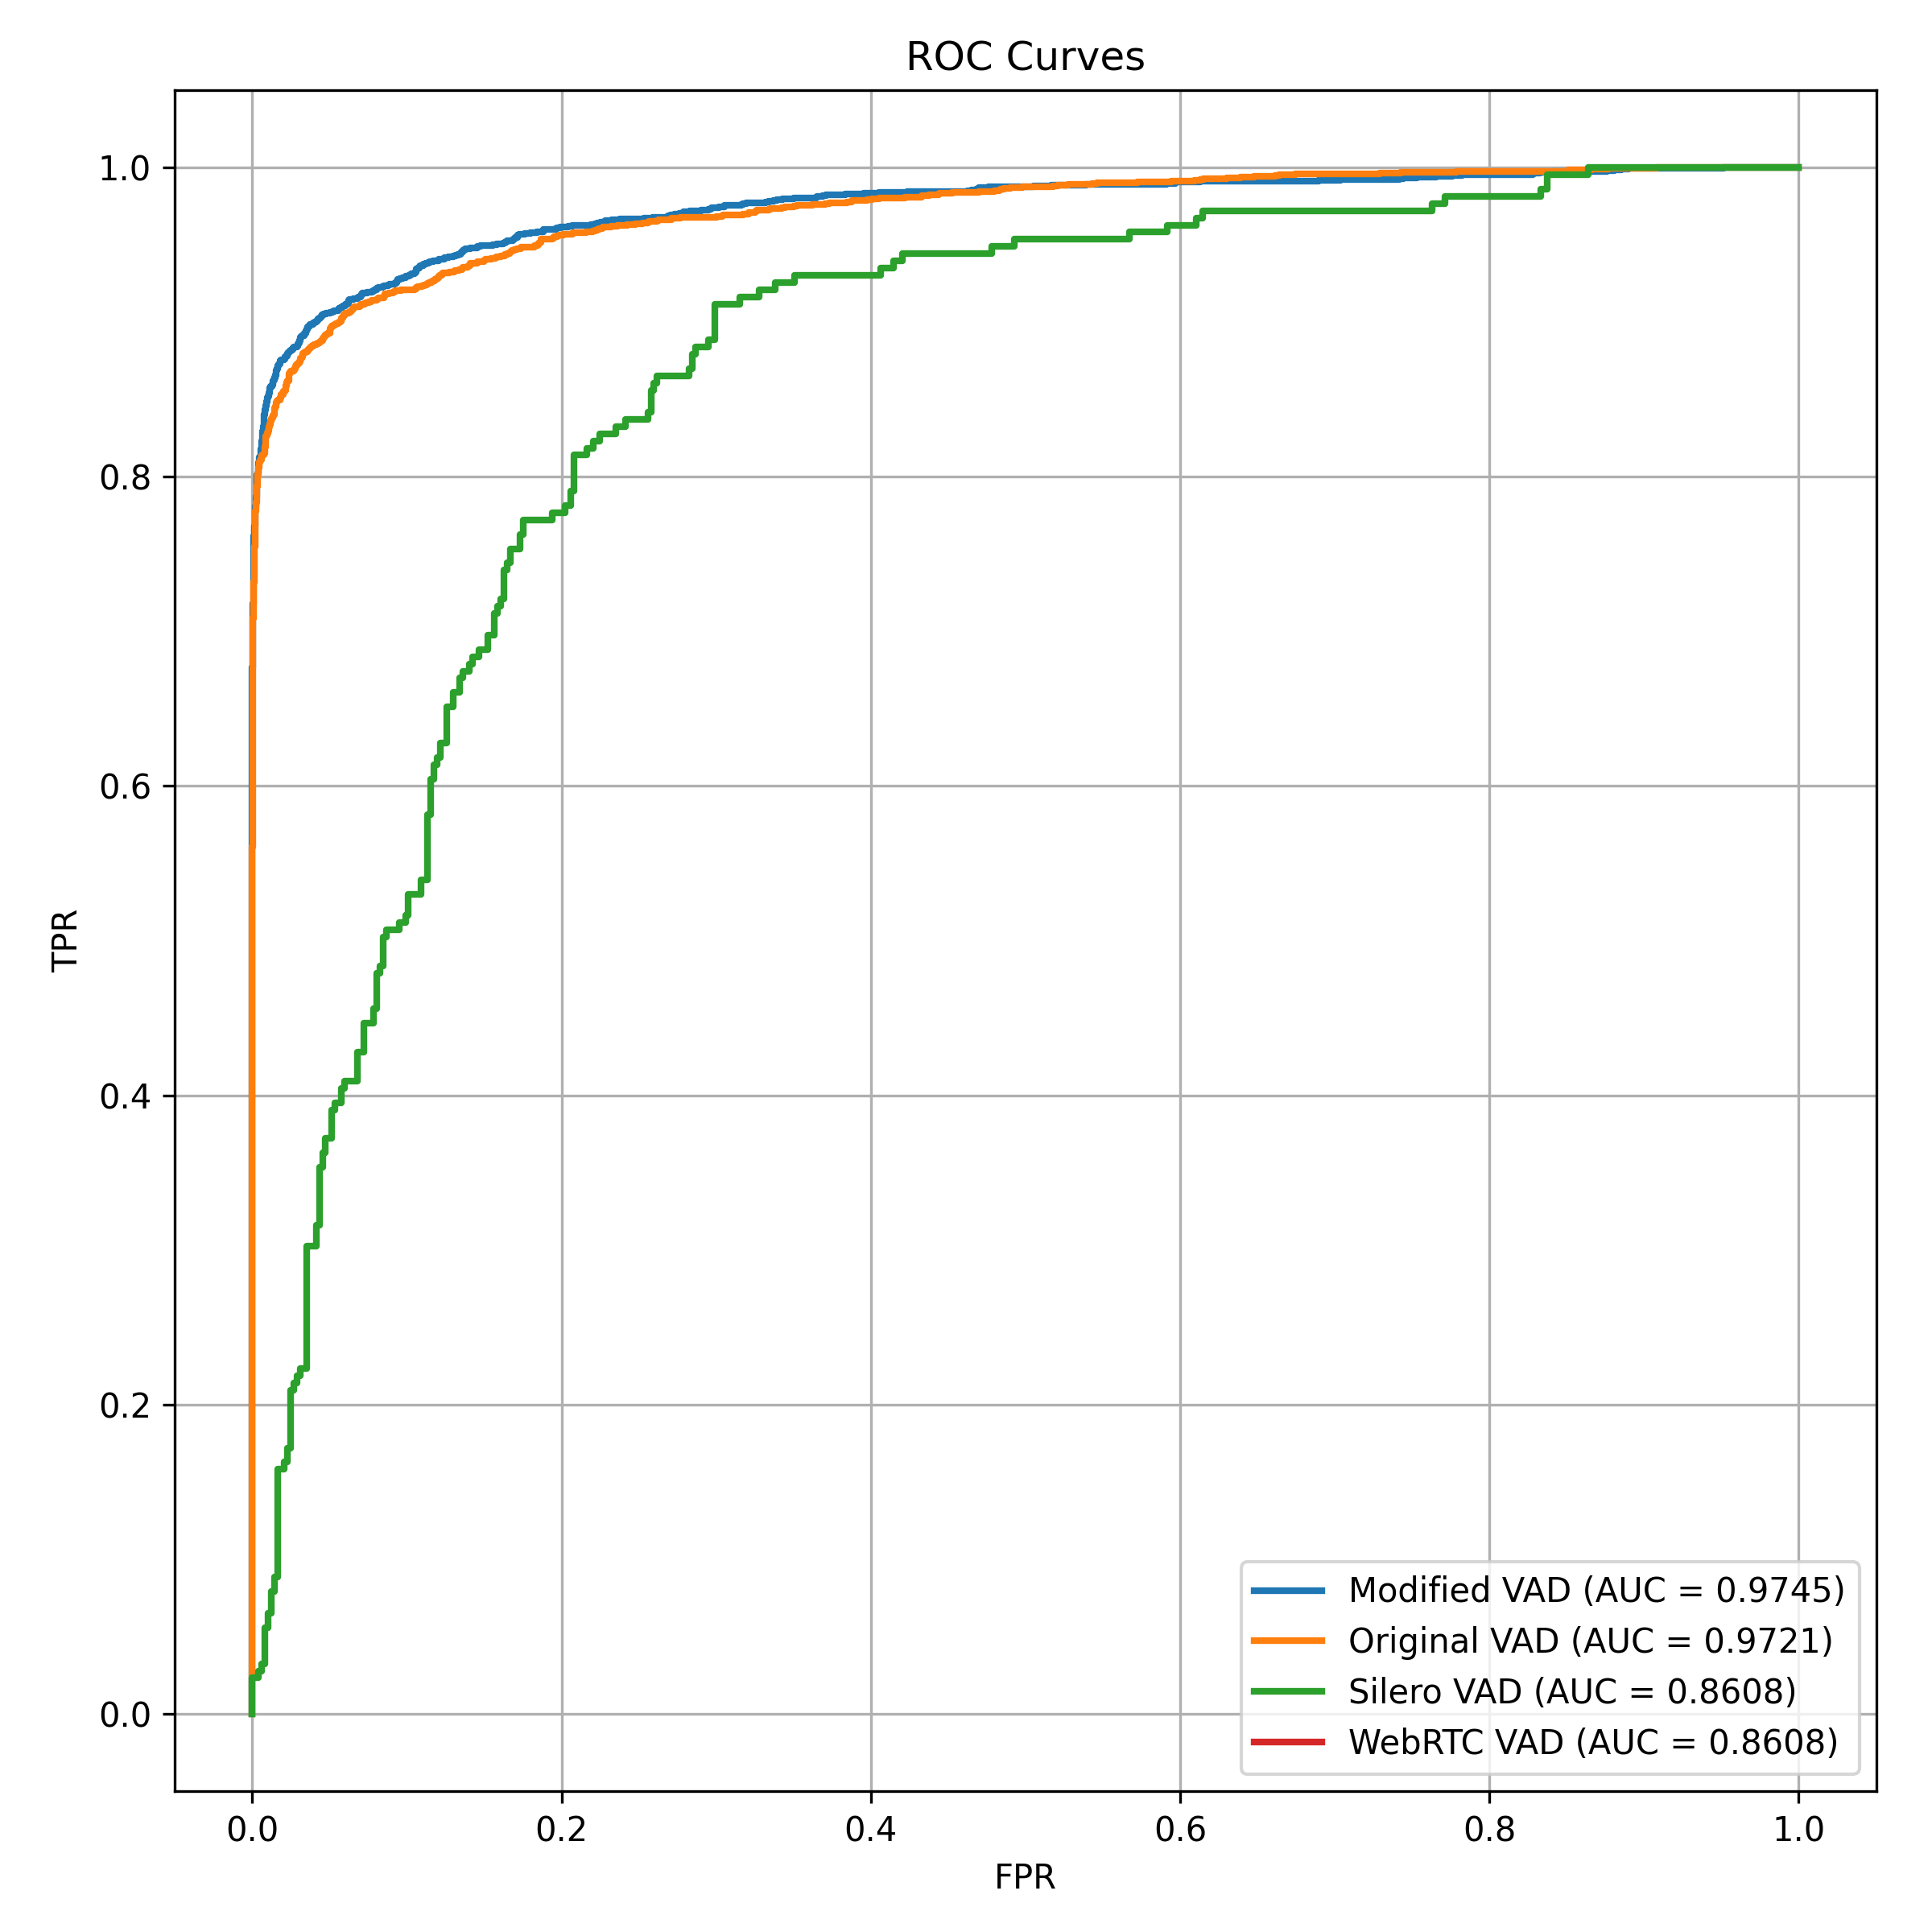 ROC Curves
1.0
0.8
0.6
0.4
0.2
0.0
TPR
0.0 0.2 0.4 0.6 0.8 1.0
FPR
Modified VAD (AUC = 0.9745)
Original VAD (AUC = 0.9721)
Silero VAD (AUC = 0.8608)
WebRTC VAD (AUC = 0.8608)